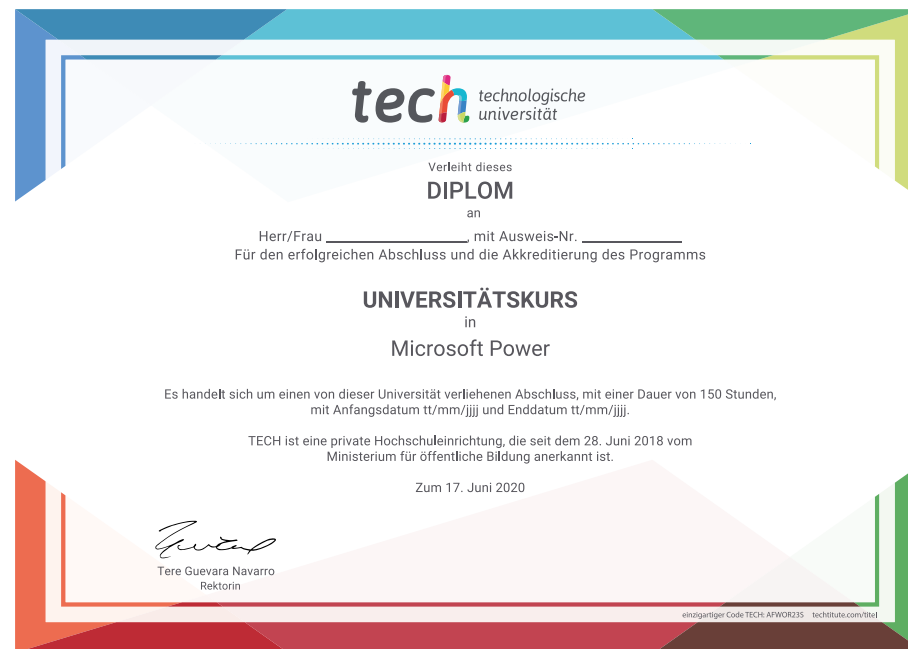 tech technologische
universität
Verleiht dieses
DIPLOM
an
Herr/Frau ____________, mit Ausweis-Nr. ____________
Für den erfolgreichen Abschluss und die Akkreditierung des Programms
UNIVERSITÄTSKURS
in
Microsoft Power
Es handelt sich um einen von dieser Universität verliehenen Abschluss, mit einer Dauer von 150 Stunden,
mit Anfangsdatum tt/mm/jjjj und Enddatum tt/mm/jjjj.
TECH ist eine private Hochschuleinrichtung, die seit dem 28. Juni 2018 vom
Ministerium für öffentliche Bildung anerkannt ist.
Zum 17. Juni 2020
Tere Guevara Navarro
Rektorin
einzigartiger Code TECH: AFWOR23S techtitute.com/titel